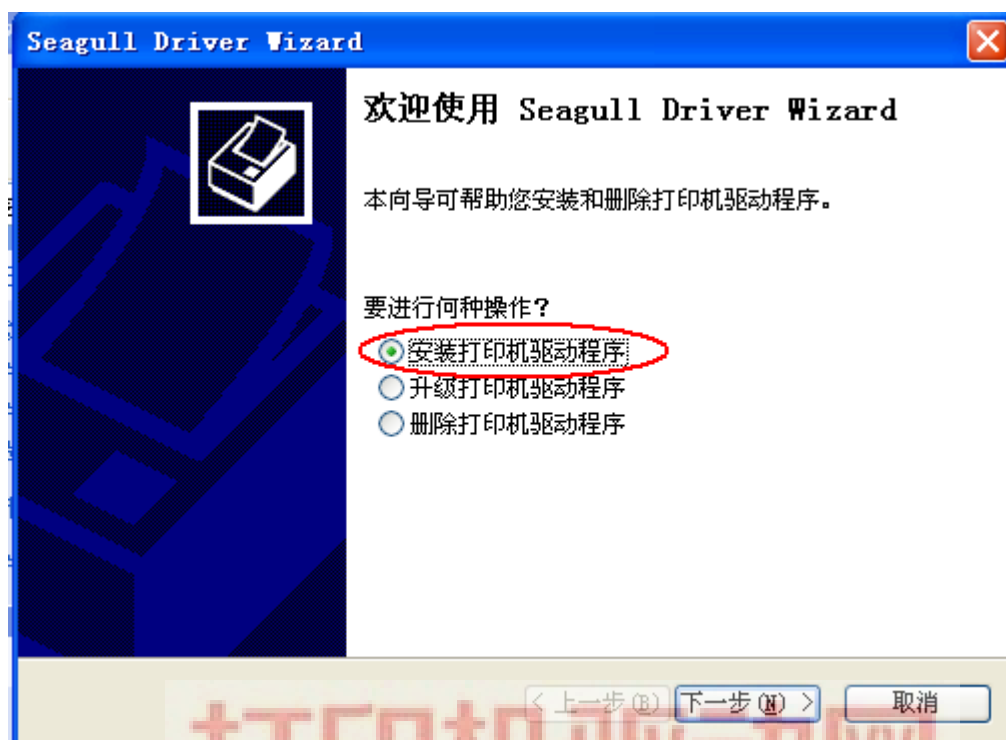 Seagull Driver Wizard
欢迎使用 Seagull Driver Wizard
本向导可帮助您安装和删除打印机驱动程序。
要进行何种操作？
安装打印机驱动程序
升级打印机驱动程序
删除打印机驱动程序
< 上一步(B)
下一步(N) >
取消